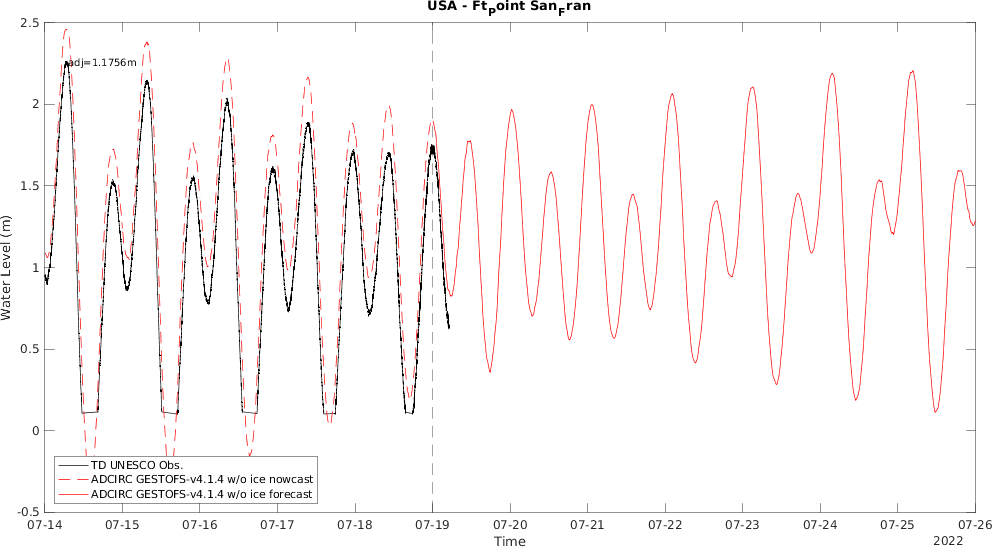 USA - FtPoint SanFran
adj=1.1756m
2.5
2
1.5
1
0.5
0
-0.5
Water Level (m)
TD UNESCO Obs.
ADCIRC GESTOFS-v4.1.4 w/o ice nowcast
ADCIRC GESTOFS-v4.1.4 w/o ice forecast
07-14 07-15 07-16 07-17 07-18 07-19 07-20 07-21 07-22 07-23 07-24 07-25 07-26
Time
2022